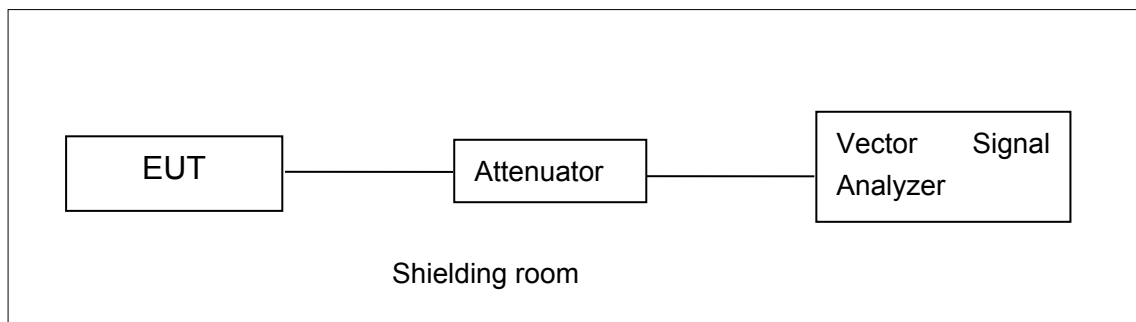 EUT
Attenuator
Vector Signal
Analyzer
Shielding room